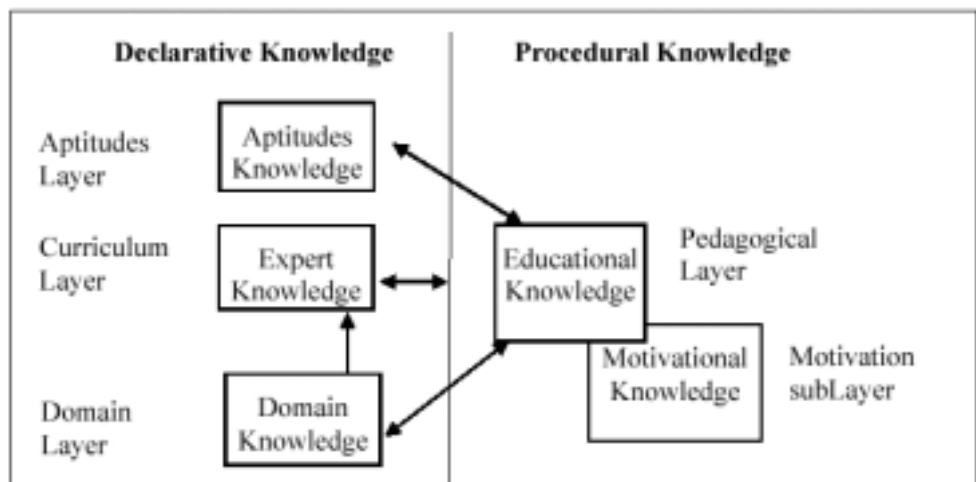 Declarative Knowledge
Procedural Knowledge
Aptitudes
Layer
Aptitudes
Knowledge
Curriculum
Layer
Expert
Knowledge
Educational
Knowledge
Pedagogical
Layer
Motivational
Knowledge
Motivation
subLayer
Domain
Layer
Domain
Knowledge